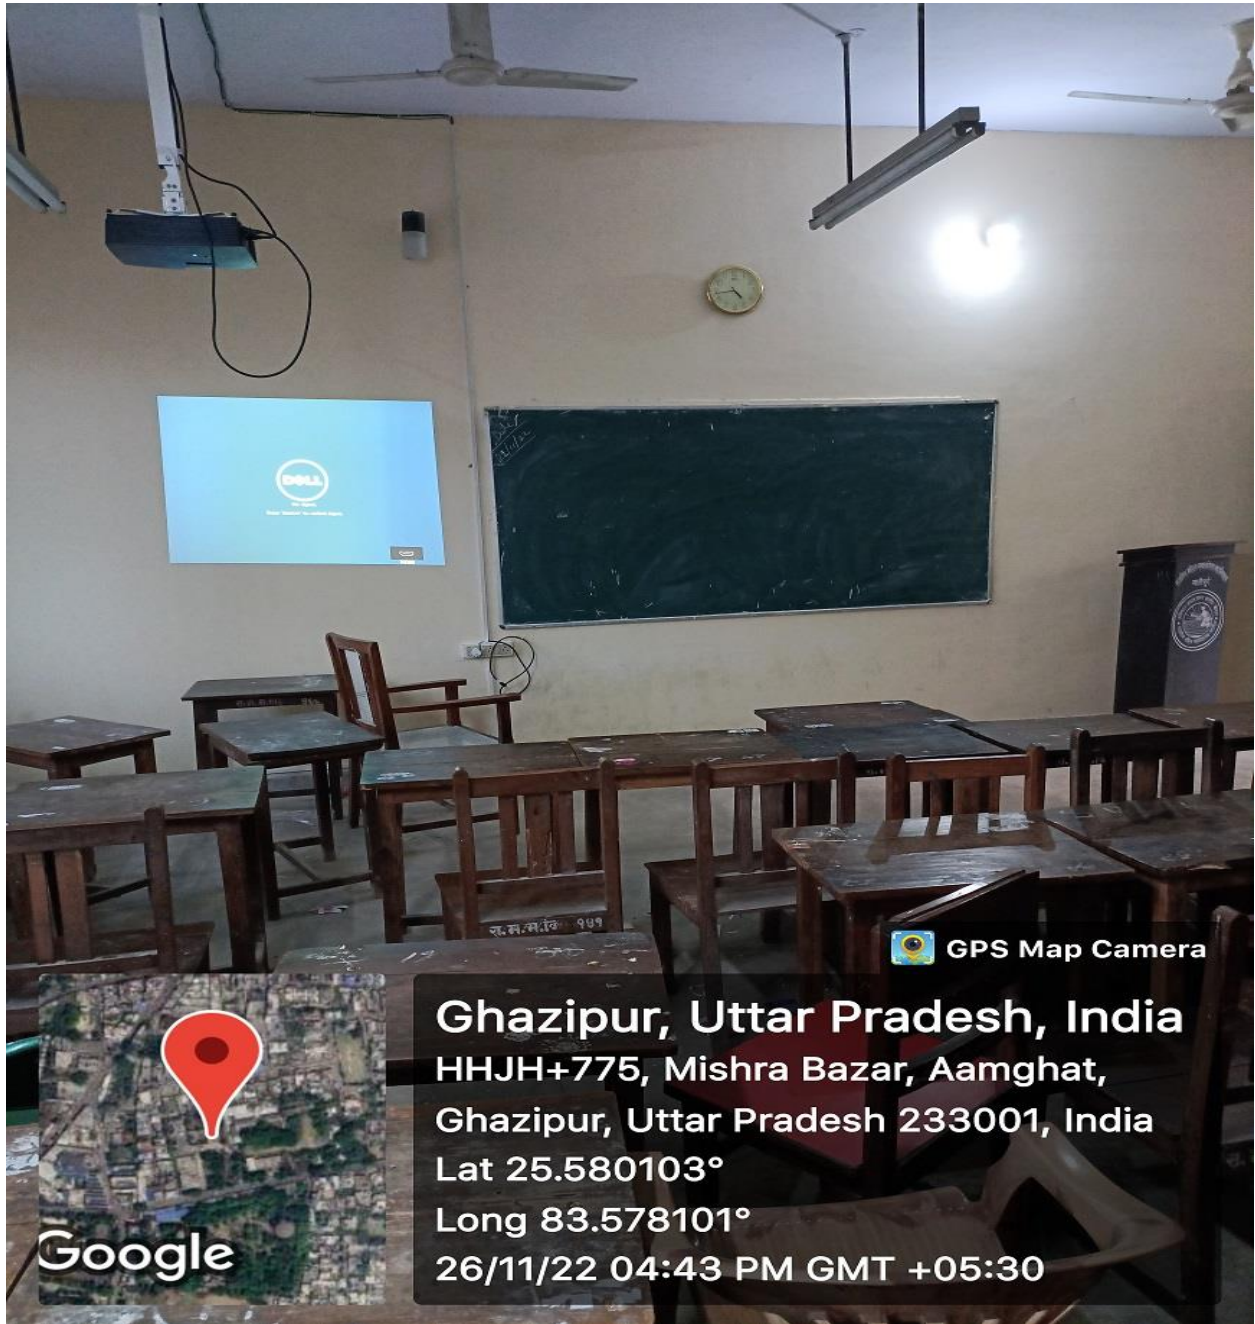 DELL
रा.म.म.वि १४१
GPS Map Camera
Ghazipur, Uttar Pradesh, India
HHJH+775, Mishra Bazar, Aamghat,
Ghazipur, Uttar Pradesh 233001, India
Lat 25.580103°
Long 83.578101°
26/11/22 04:43 PM GMT +05:30
Google